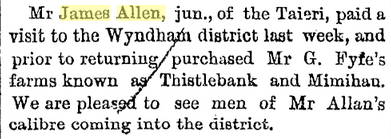 Mr James Allen, jun., of the Taieri, paid a
visit to the Wyndham district last week, and
prior to returning purchased Mr G. Fyfe's
farms known as Thistlebank and Mimihan.
We are pleased to see men of Mr Allan's
calibre coming into the district.